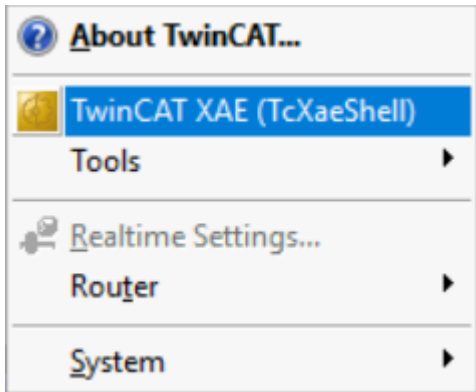 About TwinCAT...
TwinCAT XAE (TcXaeShell)
Tools
Realtime Settings...
Router
System